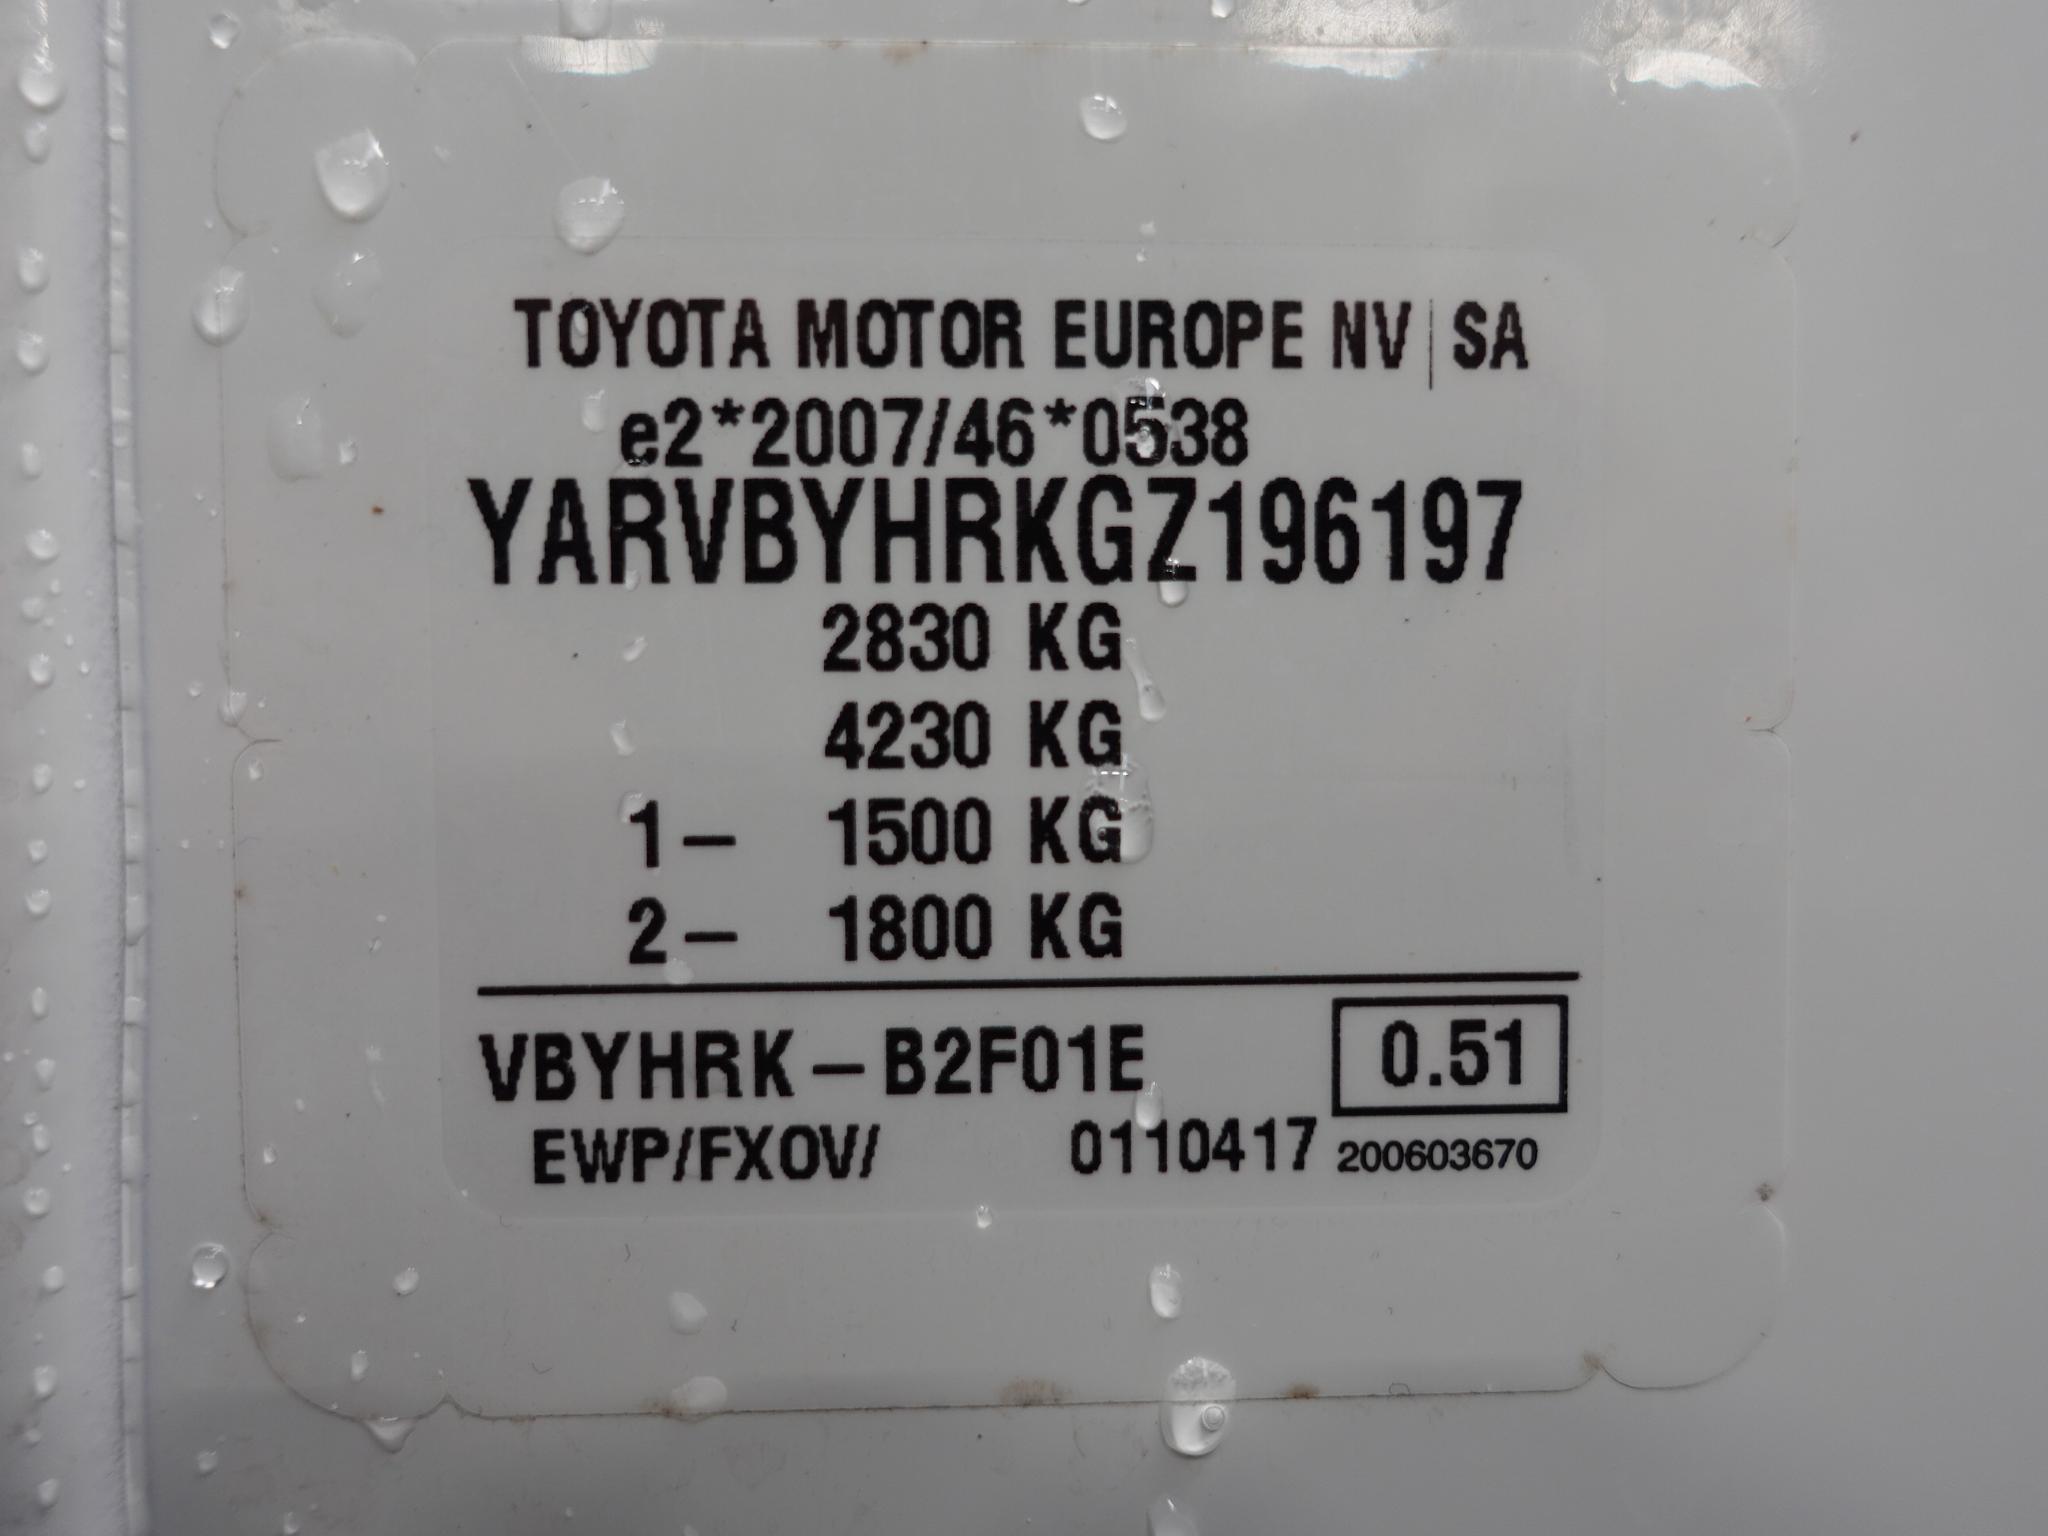 TOYOTA MOTOR EUROPE NV|SA
e2*2007/46*0538
YARVBYHRKGZ196197
2830 KG
4230 KG
1- 1500 KG
2- 1800 KG
VBYHRK-B2F01E 0.51
EWP/FXOV/ 0110417 200603670